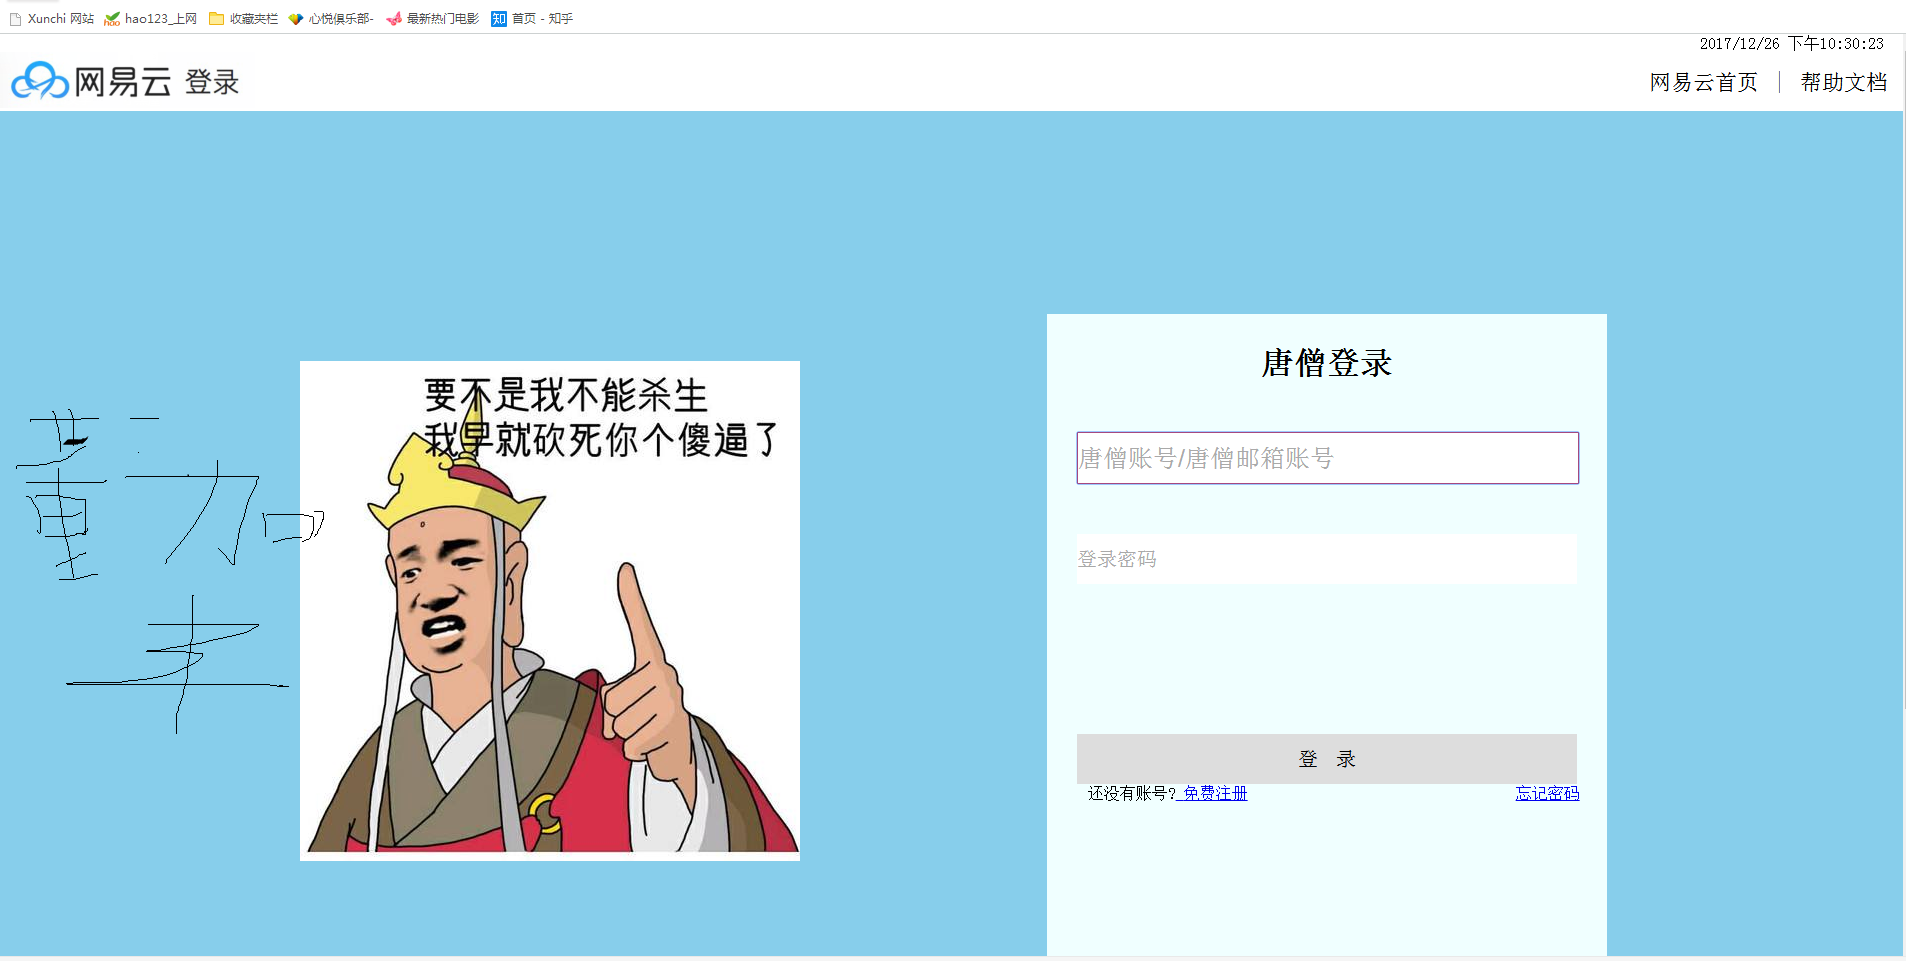 Xunchi 网站 hao123_上网 收藏夹栏 心悦俱乐部- 最新热门电影 知 首页 - 知乎
2017/12/26 下午10:30:23
网易云 登录
网易云首页 | 帮助文档
要不是我不能杀生
我早就砍死你个傻逼了
唐僧登录
唐僧账号/唐僧邮箱账号
登录密码
登 录
还没有账号? 免费注册 忘记密码